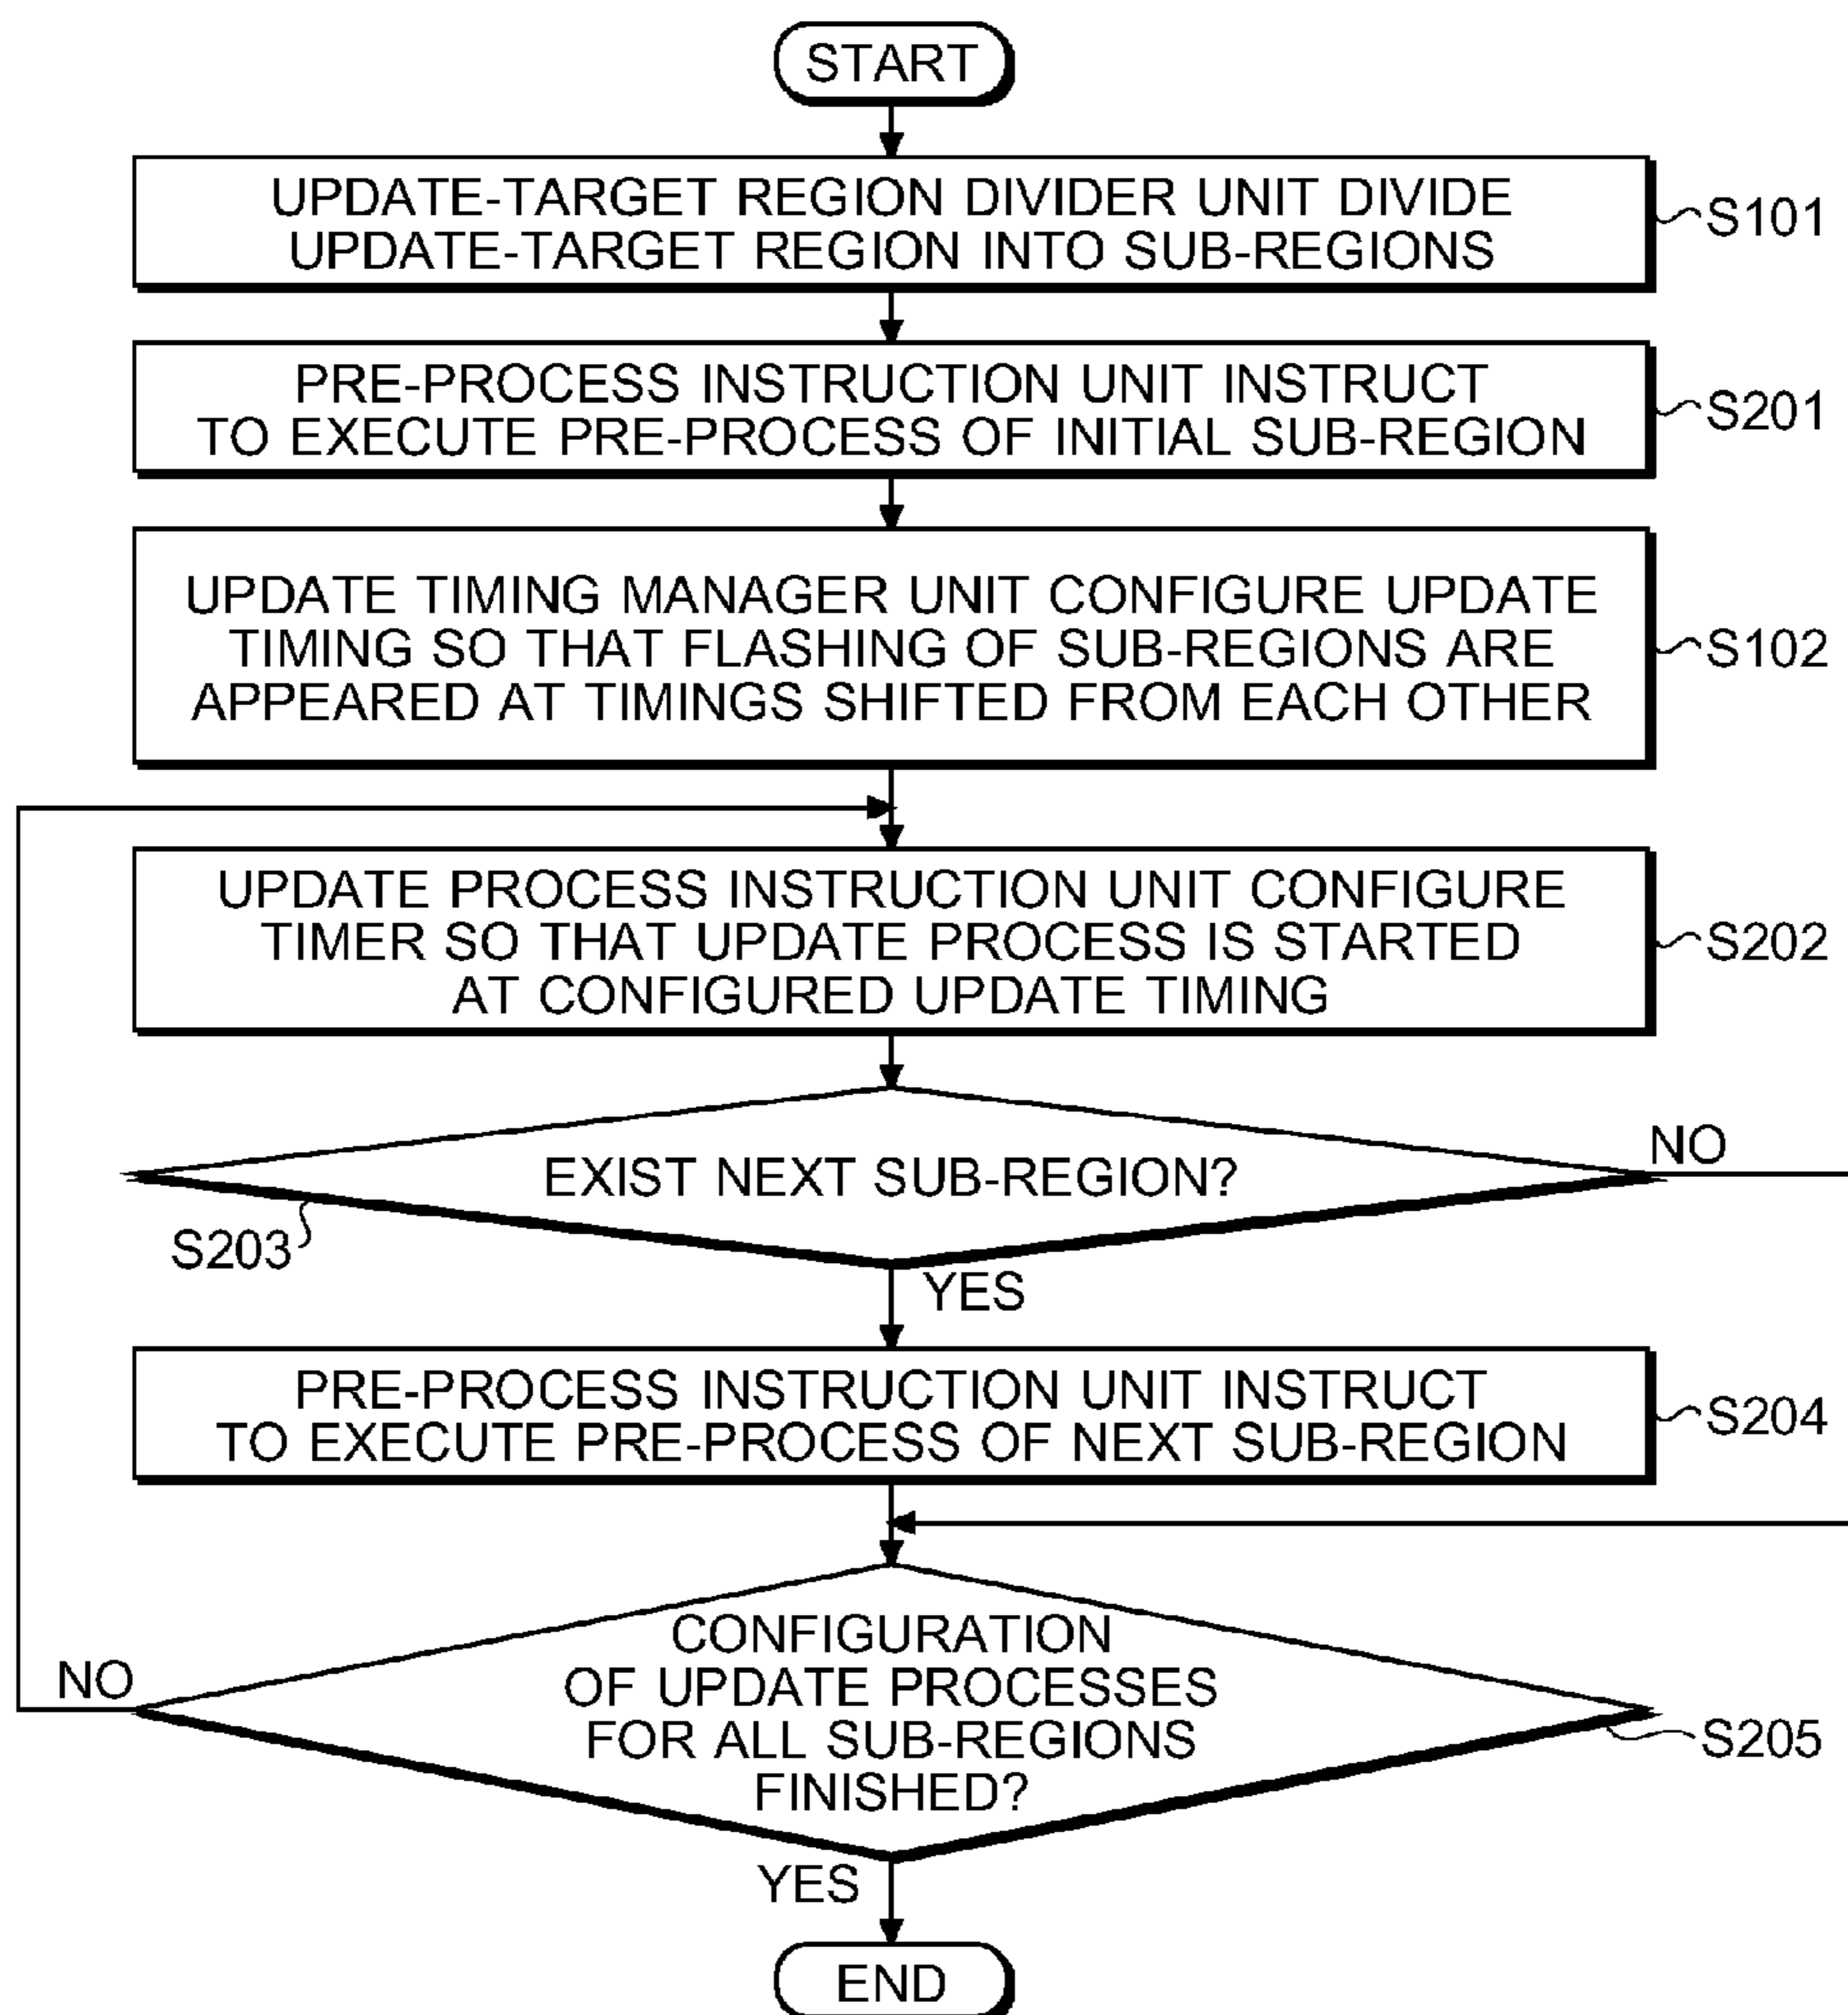 START
UPDATE-TARGET REGION DIVIDER UNIT DIVIDE
UPDATE-TARGET REGION INTO SUB-REGIONS
S101
PRE-PROCESS INSTRUCTION UNIT INSTRUCT
TO EXECUTE PRE-PROCESS OF INITIAL SUB-REGION
S201
UPDATE TIMING MANAGER UNIT CONFIGURE UPDATE
TIMING SO THAT FLASHING OF SUB-REGIONS ARE
APPEARED AT TIMINGS SHIFTED FROM EACH OTHER
S102
UPDATE PROCESS INSTRUCTION UNIT CONFIGURE
TIMER SO THAT UPDATE PROCESS IS STARTED
AT CONFIGURED UPDATE TIMING
S202
EXIST NEXT SUB-REGION?
NO
S203
YES
PRE-PROCESS INSTRUCTION UNIT INSTRUCT
TO EXECUTE PRE-PROCESS OF NEXT SUB-REGION
S204
CONFIGURATION
OF UPDATE PROCESSES
FOR ALL SUB-REGIONS
FINISHED?
NO
S205
YES
END